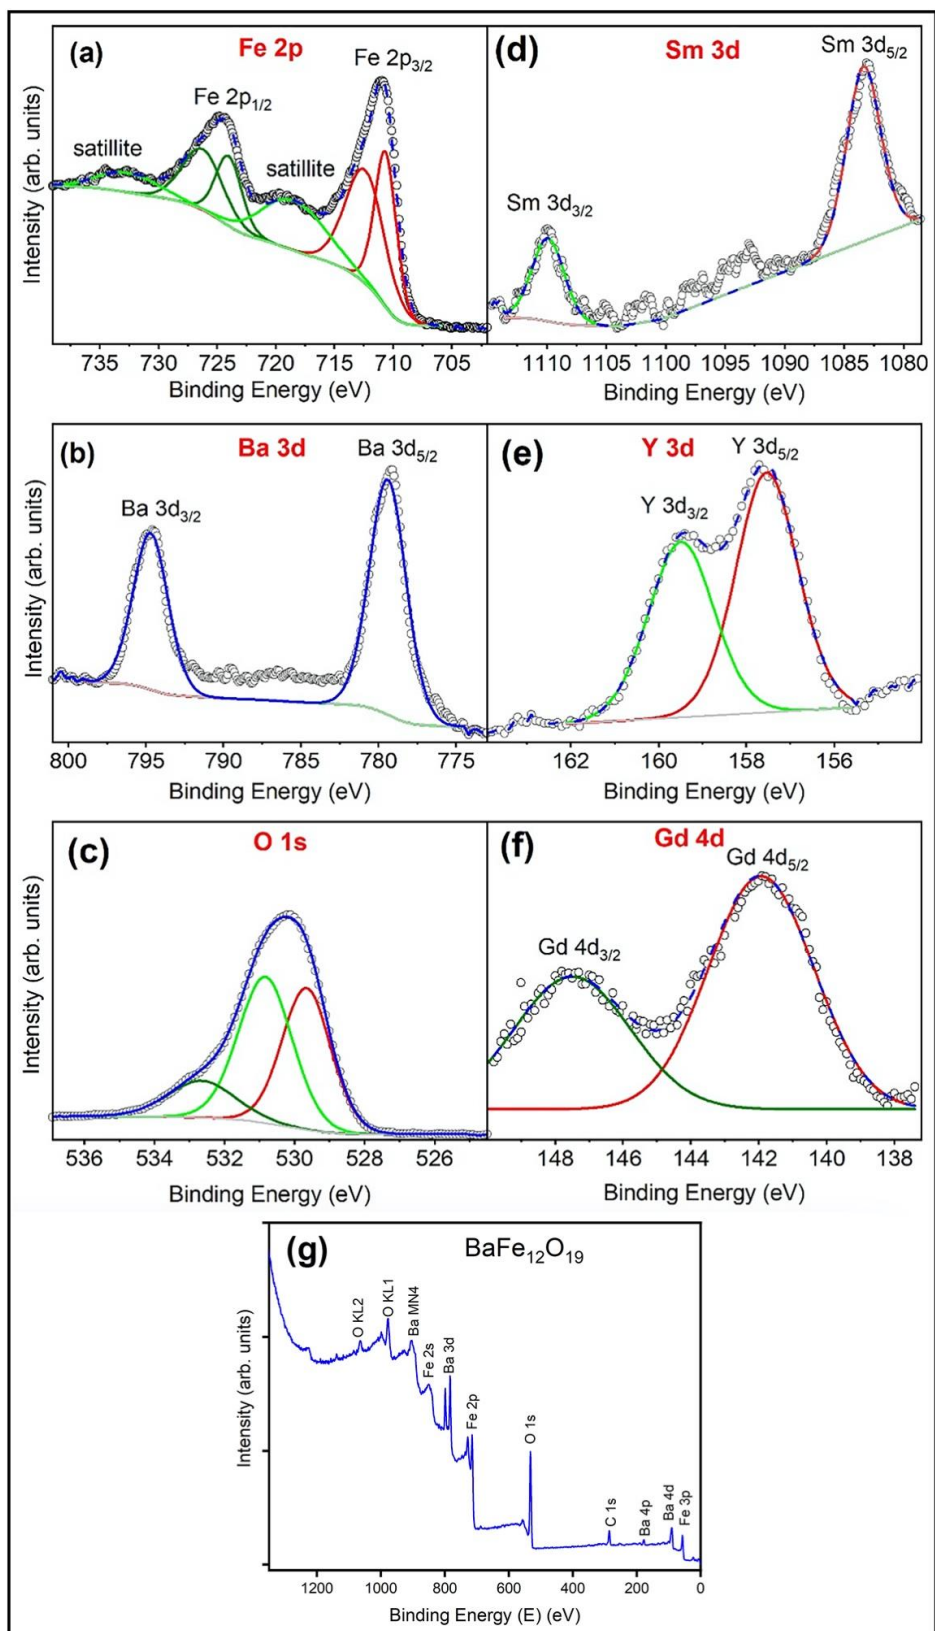 (a)
Fe 2p
Fe 2p3/2
Fe 2p1/2
satillite
satillite
Intensity (arb. units)
735 730 725 720 715 710 705
Binding Energy (eV)
(d)
Sm 3d
Sm 3d5/2
Sm 3d3/2
1110 1105 1100 1095 1090 1085 1080
Binding Energy (eV)
(b)
Ba 3d
Ba 3d5/2
Ba 3d3/2
Intensity (arb. units)
800 795 790 785 780 775
Binding Energy (eV)
(e)
Y 3d
Y 3d5/2
Y 3d3/2
162 160 158 156
Binding Energy (eV)
(c)
O 1s
Intensity (arb. units)
536 534 532 530 528 526
Binding Energy (eV)
(f)
Gd 4d
Gd 4d5/2
Gd 4d3/2
148 146 144 142 140 138
Binding Energy (eV)
(g)
BaFe12O19
Intensity (arb. units)
O KL2
O KL1
Ba MN4
Fe 2s
Ba 3d
Fe 2p
O 1s
C 1s
Ba 4p
Ba 4d
Fe 3p
1200 1000 800 600 400 200 0
Binding Energy (E) (eV)